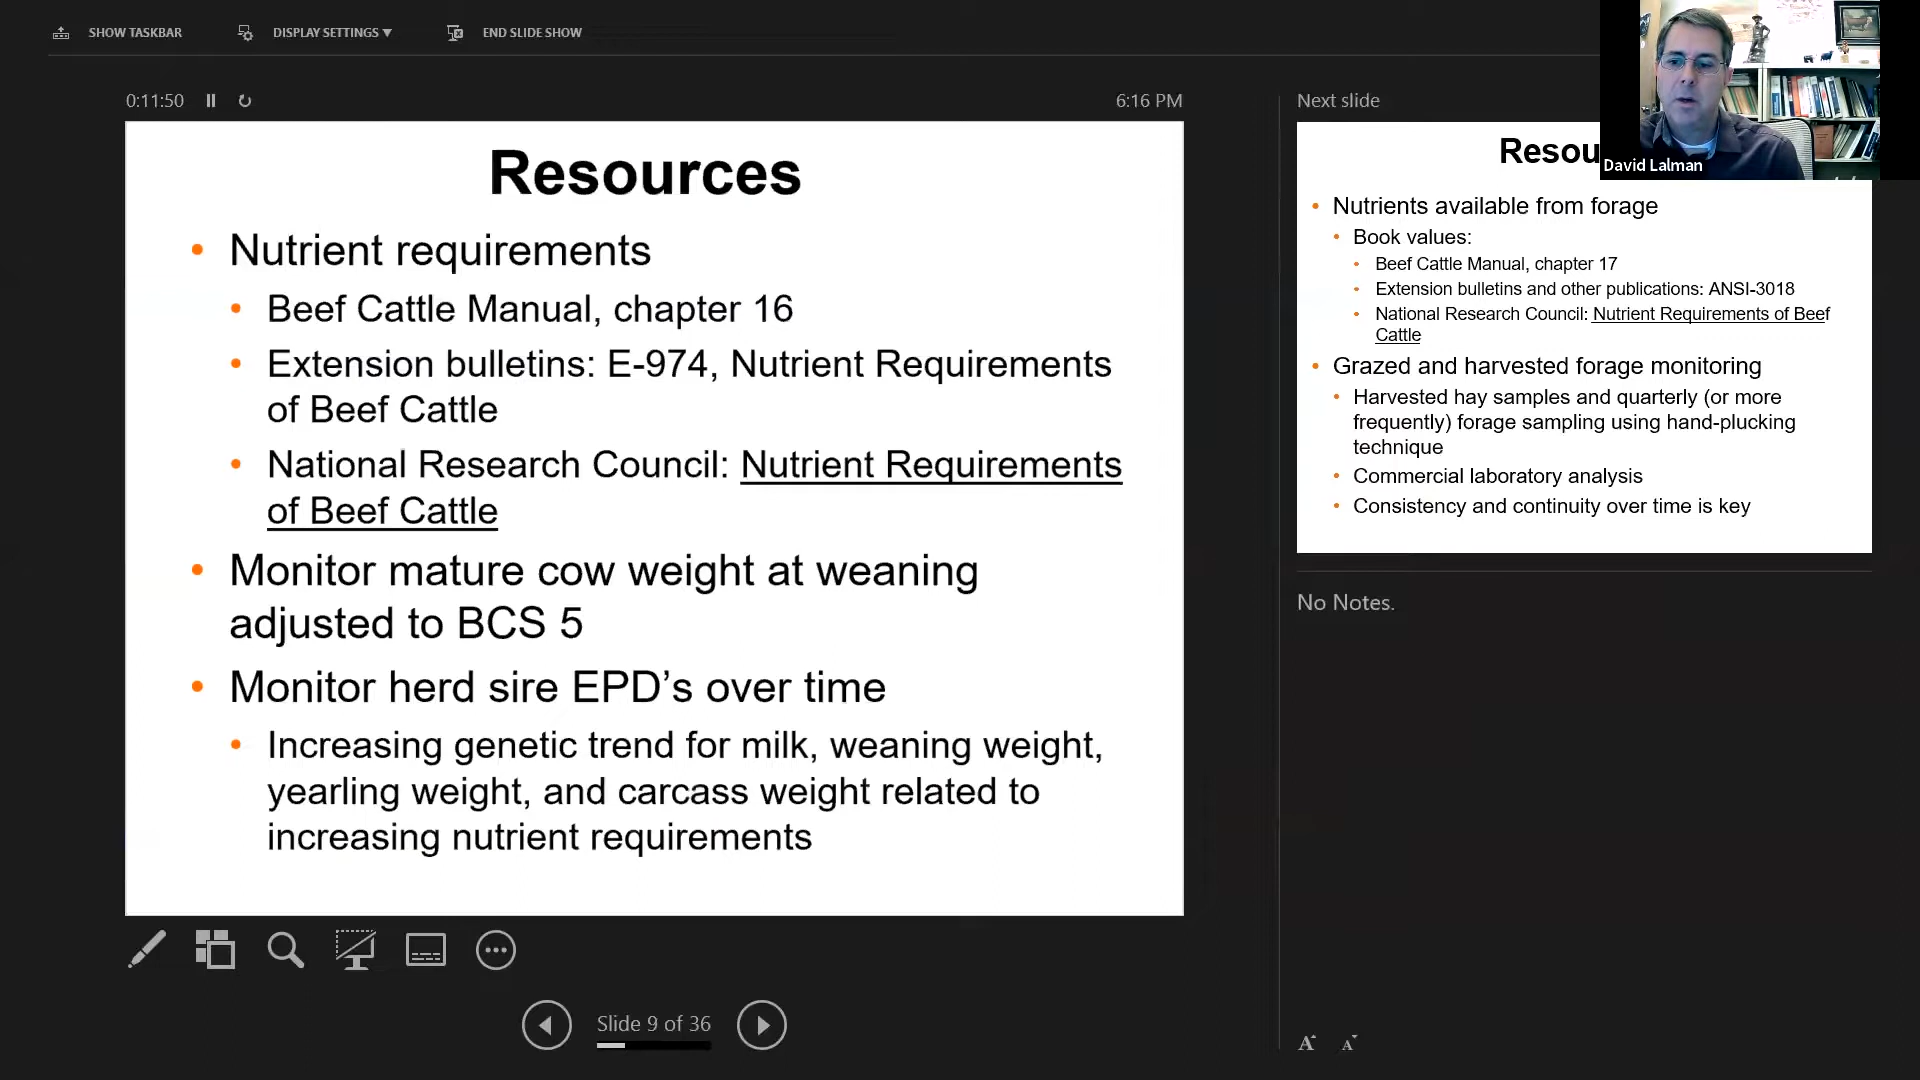 SHOW TASKBAR
DISPLAY SETTINGS ▼
END SLIDE SHOW
0:11:50
6:16 PM
Resources
• Nutrient requirements
• Beef Cattle Manual, chapter 16
• Extension bulletins: E-974, Nutrient Requirements
of Beef Cattle
• National Research Council: Nutrient Requirements
of Beef Cattle
• Monitor mature cow weight at weaning
adjusted to BCS 5
• Monitor herd sire EPD’s over time
• Increasing genetic trend for milk, weaning weight,
yearling weight, and carcass weight related to
increasing nutrient requirements
Slide 9 of 36
Next slide
David Lalman
Resou
• Nutrients available from forage
• Book values:
• Beef Cattle Manual, chapter 17
• Extension bulletins and other publications: ANSI-3018
• National Research Council: Nutrient Requirements of Beef
Cattle
• Grazed and harvested forage monitoring
• Harvested hay samples and quarterly (or more
frequently) forage sampling using hand-plucking
technique
• Commercial laboratory analysis
• Consistency and continuity over time is key
No Notes.
A A